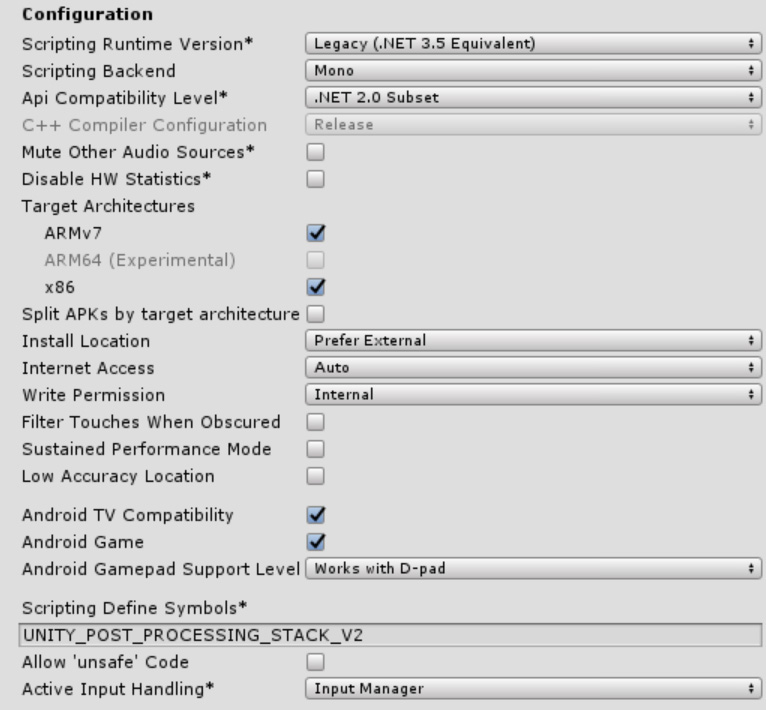 Configuration
Scripting Runtime Version* Legacy (.NET 3.5 Equivalent)
Scripting Backend Mono
Api Compatibility Level* .NET 2.0 Subset
C++ Compiler Configuration Release
Mute Other Audio Sources*
Disable HW Statistics*
Target Architectures
ARMv7
ARM64 (Experimental)
x86
Split APKs by target architecture
Install Location Prefer External
Internet Access Auto
Write Permission Internal
Filter Touches When Obscured
Sustained Performance Mode
Low Accuracy Location
Android TV Compatibility
Android Game
Android Gamepad Support Level Works with D-pad
Scripting Define Symbols*
UNITY_POST_PROCESSING_STACK_V2
Allow 'unsafe' Code
Active Input Handling* Input Manager